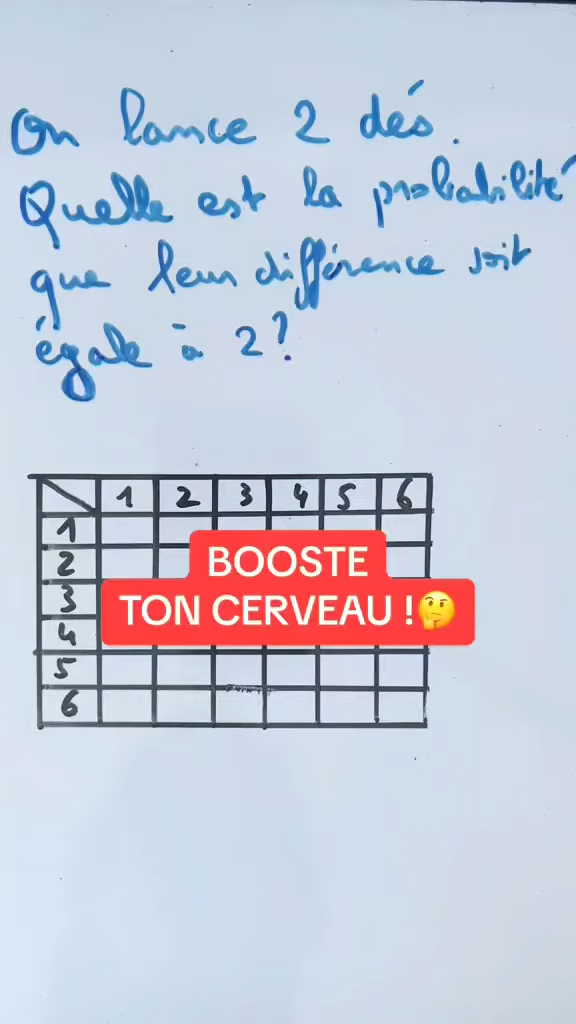 On lance 2 dés.
Quelle est la probabilité
que leur différence soit
égale à 2?
1 2 3 4 5 6
1
2
BOOSTE
3
TON CERVEAU !🤔
4
5
6